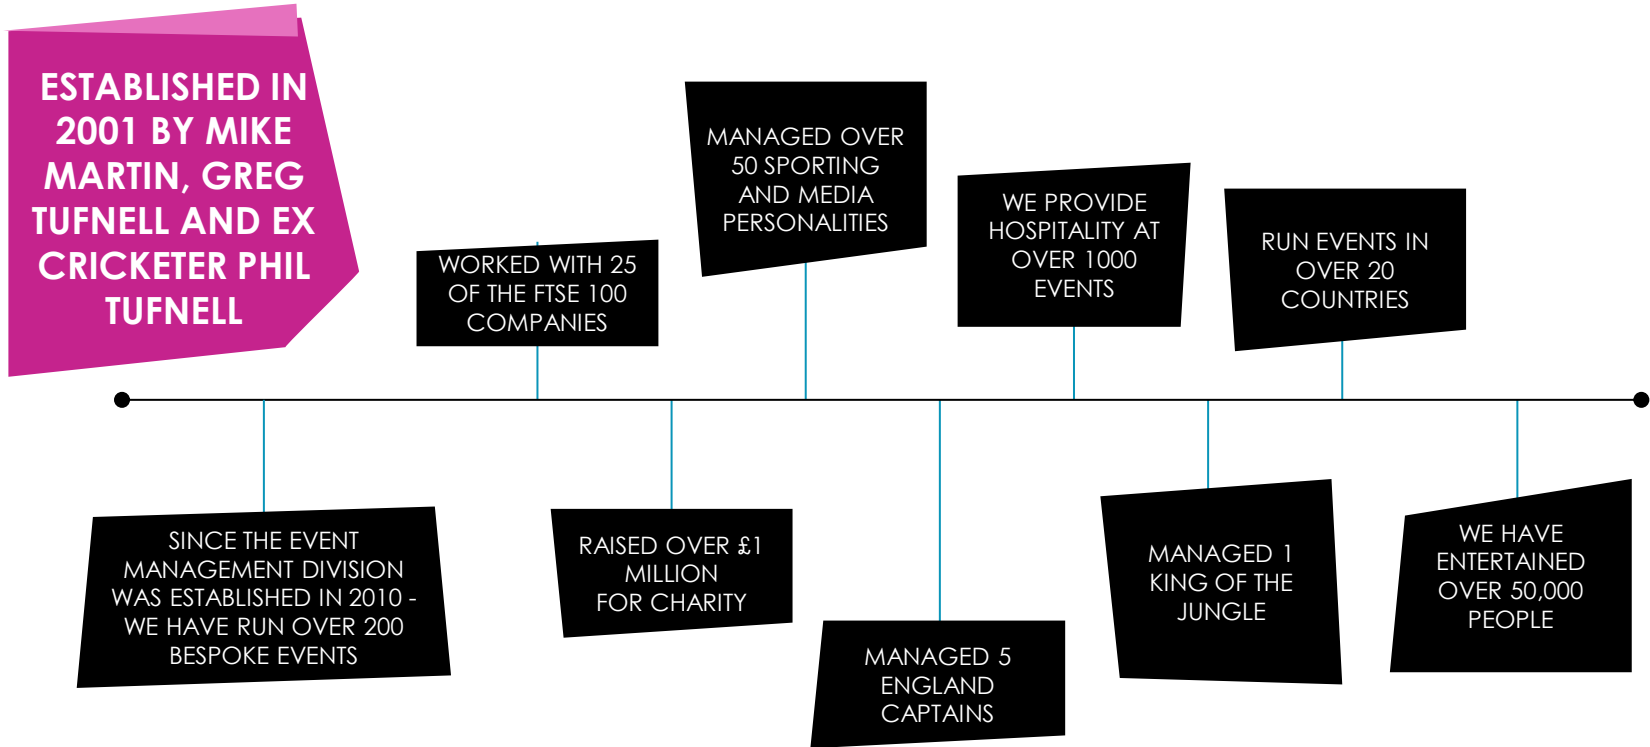 ESTABLISHED IN
2001 BY MIKE
MARTIN, GREG
TUFNELL AND EX
CRICKETER PHIL
TUFNELL
WORKED WITH 25
OF THE FTSE 100
COMPANIES
MANAGED OVER
50 SPORTING
AND MEDIA
PERSONALITIES
WE PROVIDE
HOSPITALITY AT
OVER 1000
EVENTS
RUN EVENTS IN
OVER 20
COUNTRIES
SINCE THE EVENT
MANAGEMENT DIVISION
WAS ESTABLISHED IN 2010 -
WE HAVE RUN OVER 200
BESPOKE EVENTS
RAISED OVER £1
MILLION
FOR CHARITY
MANAGED 5
ENGLAND
CAPTAINS
MANAGED 1
KING OF THE
JUNGLE
WE HAVE
ENTERTAINED
OVER 50,000
PEOPLE